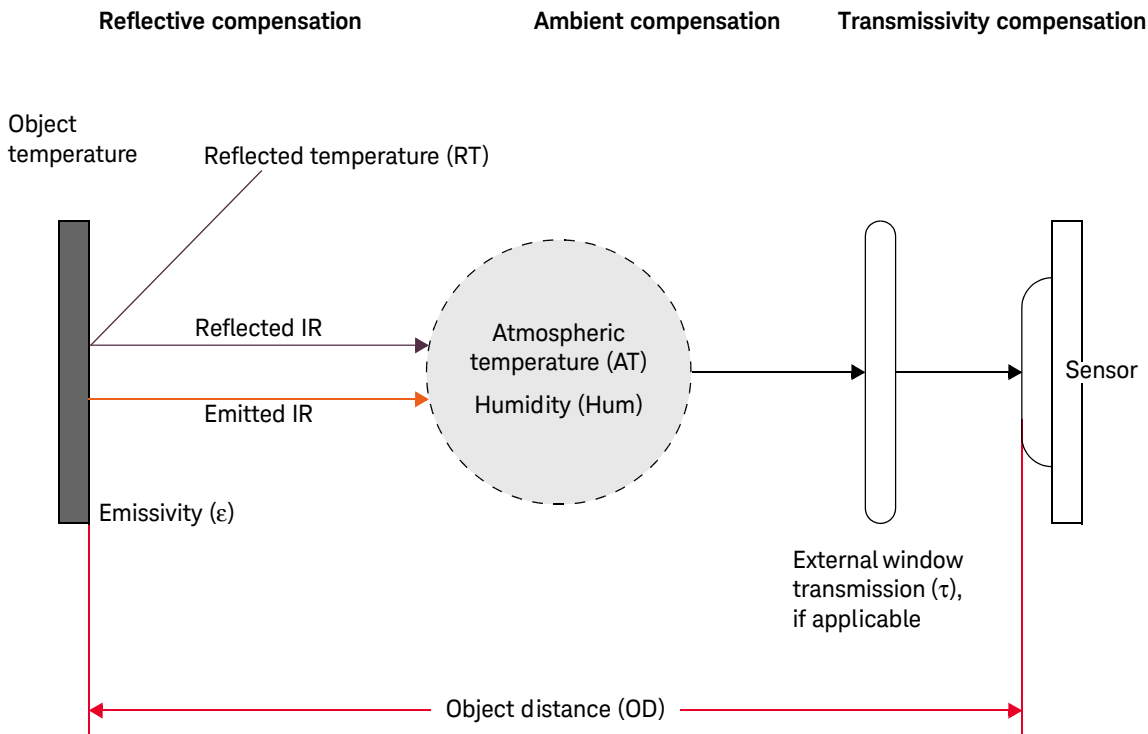 Reflective compensation
Ambient compensation
Transmissivity compensation
Object
temperature
Reflected temperature (RT)
Reflected IR
Emitted IR
Atmospheric
temperature (AT)
Humidity (Hum)
Sensor
Emissivity (ε)
External window
transmission (τ),
if applicable
Object distance (OD)